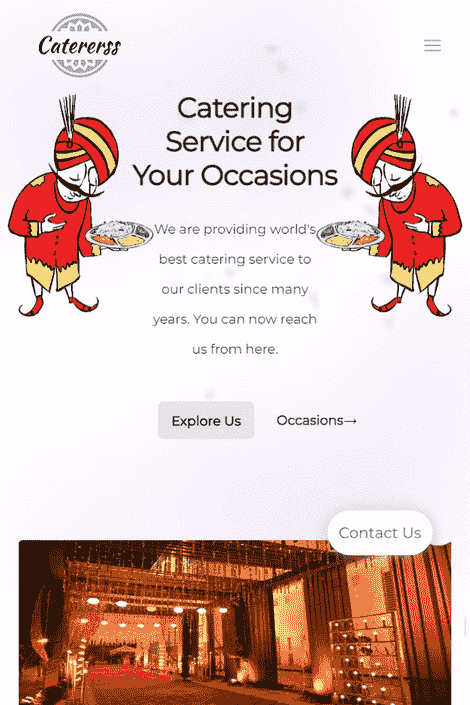 Catererss
Catering
Service for
Your Occasions
We are providing world's
best catering service to
our clients since many
years. You can now reach
us from here.
Explore Us
Occasions→
Contact Us